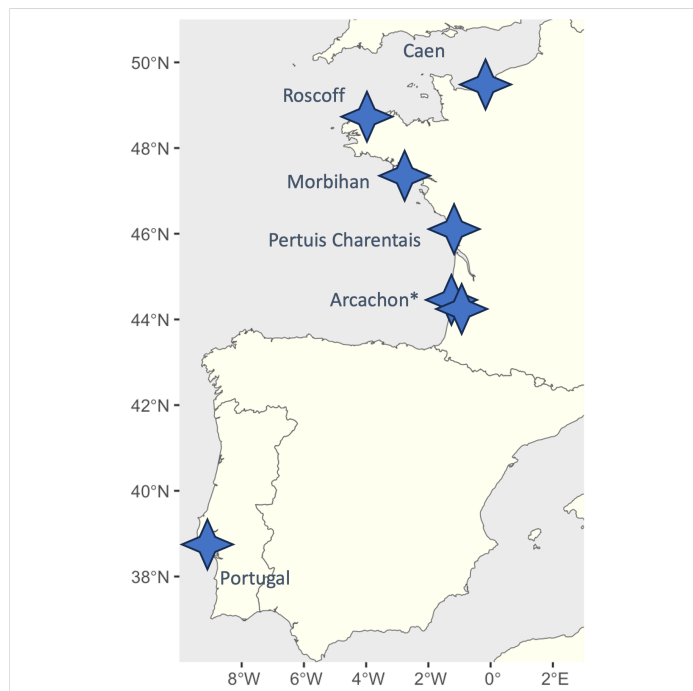 50°N
Caen
Roscoff
48°N
Morbihan
46°N
Pertuis Charentais
Arcachon*
44°N
42°N
40°N
38°N
Portugal
8°W 6°W 4°W 2°W 0° 2°E